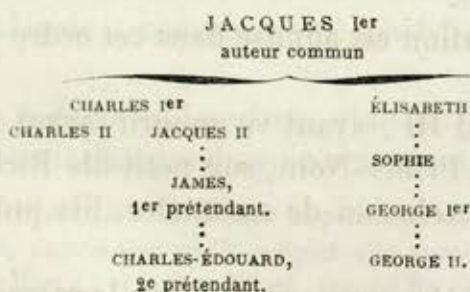 JACQUES Ier
auteur commun
CHARLES Ier ÉLISABETH
CHARLES II JACQUES II
SOPHIE
JAMES,
1er prétendant. GEORGE Ier
CHARLES-ÉDOUARD, GEORGE II.
2e prétendant.